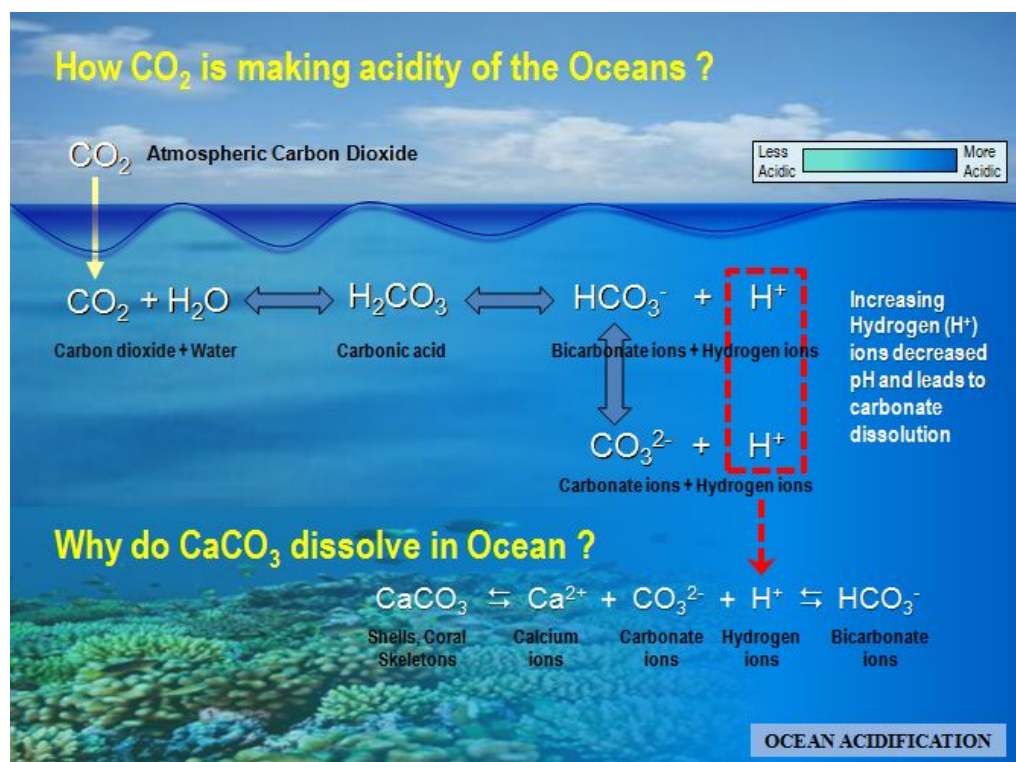 How CO₂ is making acidity of the Oceans ?
CO₂ Atmospheric Carbon Dioxide
Less Acidic
More Acidic
CO₂ + H₂O H₂CO₃ HCO₃⁻ + H⁺
Carbon dioxide + Water Carbonic acid Bicarbonate ions + Hydrogen ions
Increasing
Hydrogen (H⁺)
ions decreased
pH and leads to
carbonate
dissolution
CO₃²⁻ + H⁺
Carbonate ions + Hydrogen ions
Why do CaCO₃ dissolve in Ocean ?
CaCO₃ ⇆ Ca²⁺ + CO₃²⁻ + H⁺ ⇆ HCO₃⁻
Shells, Coral Calcium Carbonate Hydrogen Bicarbonate
Skeletons ions ions ions ions
OCEAN ACIDIFICATION